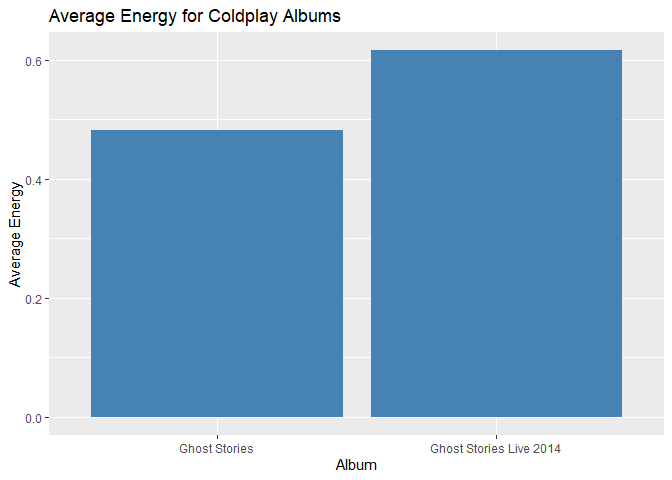 Average Energy for Coldplay Albums
Average Energy
0.6
0.4
0.2
0.0
Ghost Stories
Ghost Stories Live 2014
Album